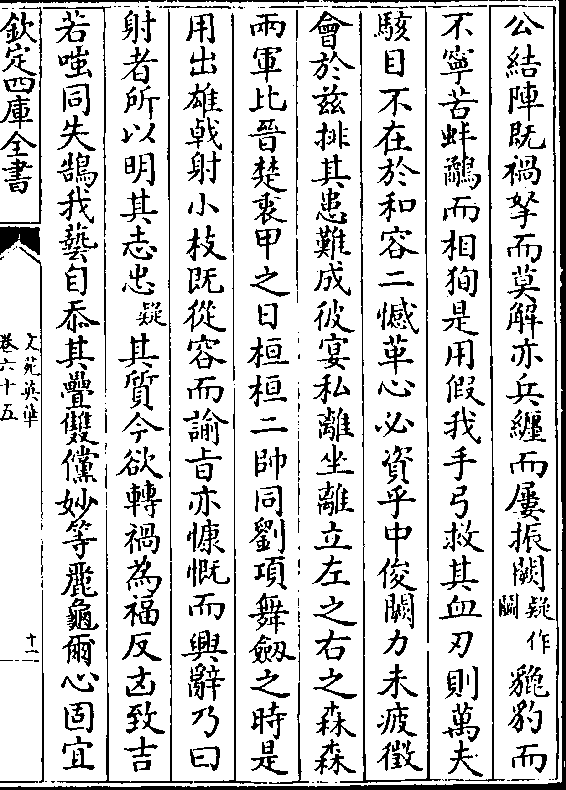 公結陣既禍拏而莫解亦兵纏而屢振闕疑作鬭貔豹而
不寧若蚌鷸而相狥是用假我手弓救其血刃則萬夫
駭目不在於和容二憾革心必資乎中俊鬭力未疲徵
會於兹排其患難成彼宴私離坐離立左之右之森森
兩軍比晉楚衷甲之日桓桓二帥同劉項舞劔之時是
用出雄戟射小枝既從容而諭㫖亦慷慨而興辭乃曰
射者所以明其志忠疑其質今欲轉禍為福反凶致吉
若嗤同失鵠我藝自忝其疊雙儻妙等麗龜爾心固宜
欽定四庫全書
文苑英華
卷六十五
十一